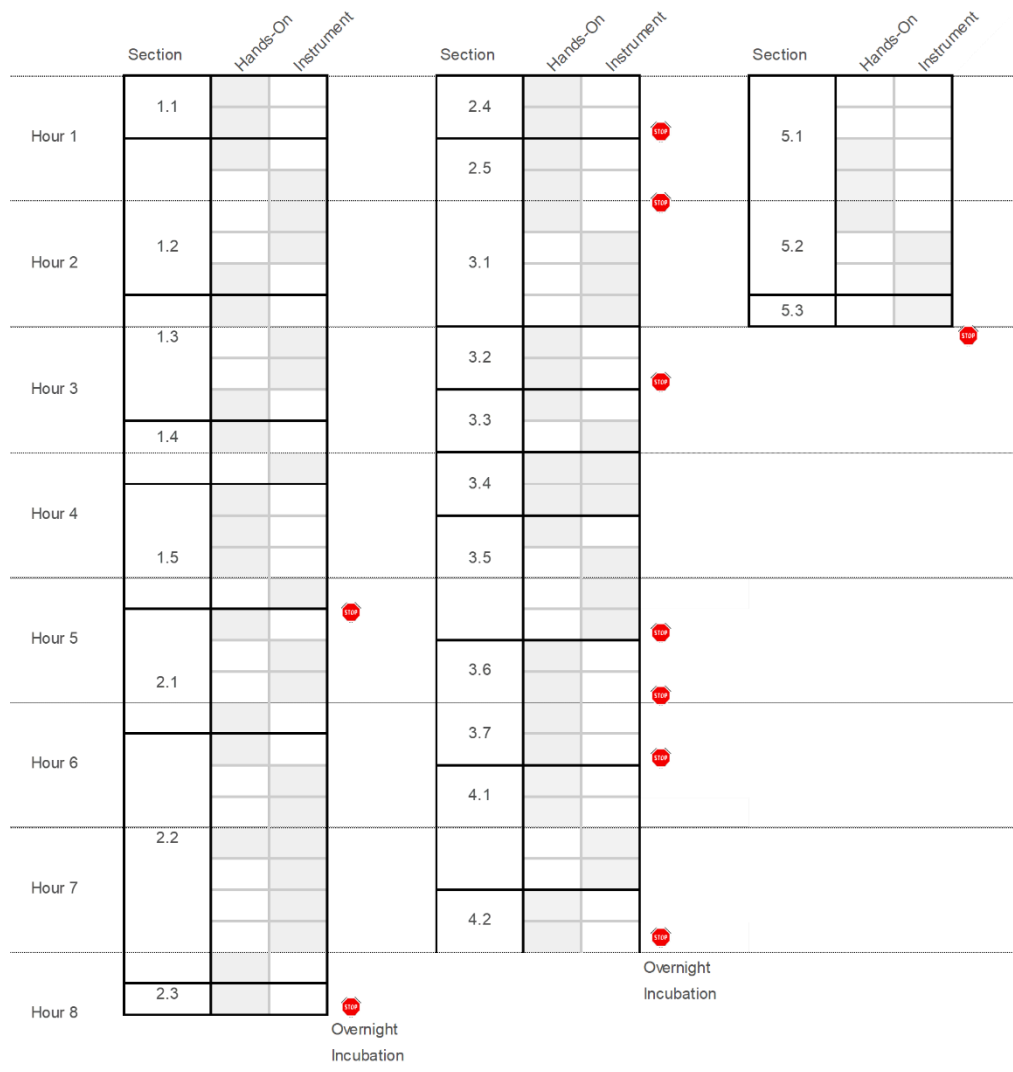 Section Hands-On Instrument Section Hands-On Instrument Section Hands-On Instrument
1.1 2.4
STOP
Hour 1 5.1
2.5
STOP
1.2 3.1 5.2
Hour 2
5.3
1.3 STOP
3.2
STOP
Hour 3
3.3
1.4
3.4
Hour 4
1.5 3.5
STOP
STOP
Hour 5
3.6
2.1
STOP
3.7
STOP
Hour 6
4.1
2.2
Hour 7
4.2
STOP
Overnight
2.3
Incubation
STOP
Hour 8
Overnight
Incubation